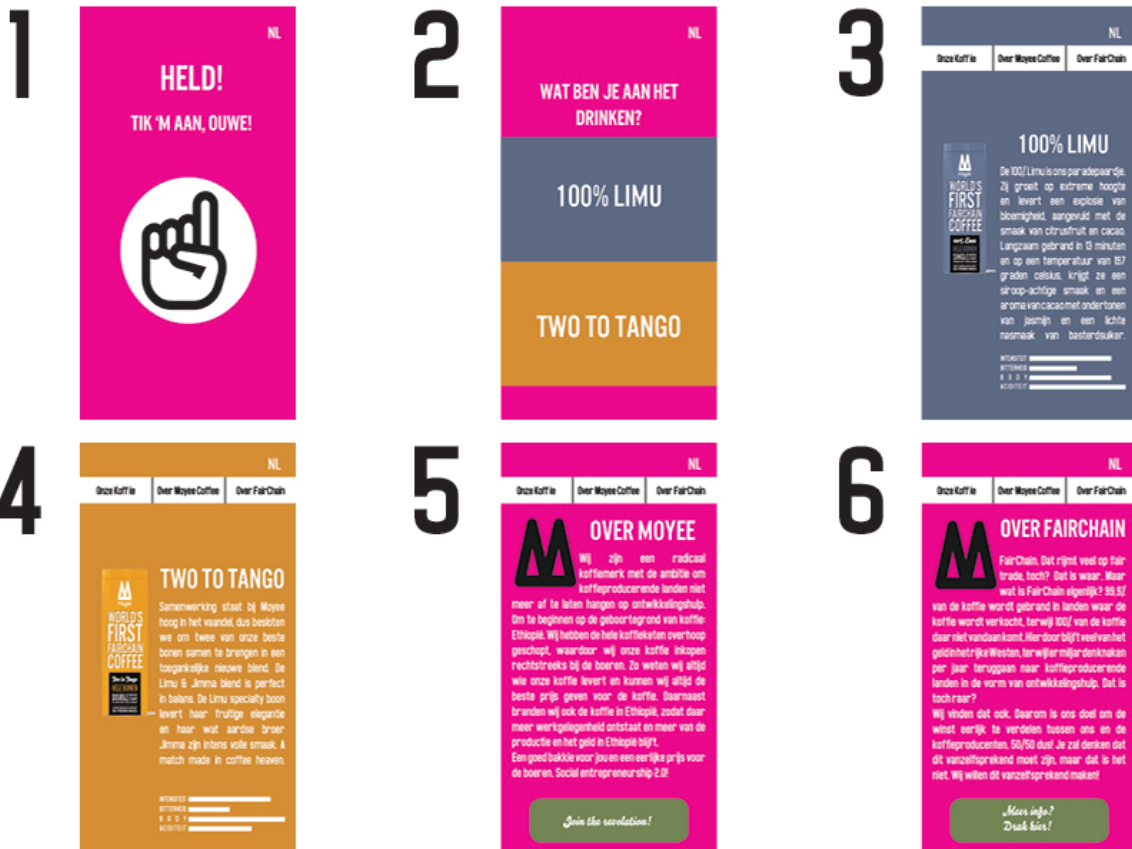 1
NL
HELD!
TIK 'M AAN, OUWE!
2
NL
WAT BEN JE AAN HET
DRINKEN?
100% LIMU
TWO TO TANGO
3
NL
Onze Koffie
Over Moyee Coffee
Over FairChain
WORLD'S
FIRST
FAIRCHAIN
COFFEE
100% LIMU
De 100% Limu is ons paradepaardje.
Zij groeit op extreme hoogte
en levert een explosie van
bloemigheid, aangevuld met de
smaak van citrusfruit en cacao.
Langzaam gebrand in 13 minuten
en op een temperatuur van 197
graden celsius, krijgt ze een
siroop-achtige smaak en een
aroma van cacao met ondertonen
van jasmijn en een lichte
nasmaak van basterdsuiker.
INTENSITEIT
BITTERHEID
BODY
ACIDITEIT
4
NL
Onze Koffie
Over Moyee Coffee
Over FairChain
WORLD'S
FIRST
FAIRCHAIN
COFFEE
Two to Tango
HELE BONEN
TWO TO TANGO
Samenwerking staat bij Moyee
hoog in het vaandel, dus besloten
we om twee van onze beste
bonen samen te brengen in een
toegankelijke nieuwe blend. De
Limu & Jimma blend is perfect
in balans. De Limu specialty boon
levert haar fruitige elegantie
en haar wat aardse broer
Jimma zijn intens volle smaak. A
match made in coffee heaven.
INTENSITEIT
BITTERHEID
BODY
ACIDITEIT
5
NL
Onze Koffie
Over Moyee Coffee
Over FairChain
OVER MOYEE
Wij zijn een radicaal
koffiemerk met de ambitie om
koffieproducerende landen niet
meer af te laten hangen op ontwikkelingshulp.
Om te beginnen op de geboortegrond van koffie:
Ethiopië. Wij hebben de hele koffieketen overhoop
geschopt, waardoor wij onze koffie inkopen
rechtstreeks bij de boeren. Zo weten wij altijd
wie onze koffie levert en kunnen wij altijd de
beste prijs geven voor de koffie. Daarnaast
branden wij ook de koffie in Ethiopië, zodat daar
meer werkgelegenheid ontstaat en meer van de
productie en het geld in Ethiopië blijft.
Een goed bakkie voor jou en een eerlijke prijs voor
de boeren. Social entrepreneurship 2.0!
Join the revolution!
6
NL
Onze Koffie
Over Moyee Coffee
Over FairChain
OVER FAIRCHAIN
FairChain. Dat rijmt veel op fair
trade, toch? Dat is waar. Maar
wat is FairChain eigenlijk? 99,9%
van de koffie wordt gebrand in landen waar de
koffie wordt verkocht, terwijl 100% van de koffie
daar niet vandaan komt. Hierdoor blijft veel van het
geld in het rijke Westen, terwijl er miljarden knaken
per jaar teruggaan naar koffieproducerende
landen in de vorm van ontwikkelingshulp. Dat is
toch raar?
Wij vinden dat ook. Daarom is ons doel om de
winst eerlijk te verdelen tussen ons en de
koffieproducenten. 50/50 dus! Je zal denken dat
dit vanzelfsprekend moet zijn, maar dat is het
niet. Wij willen dit vanzelfsprekend maken!
Meer info?
Druk hier!